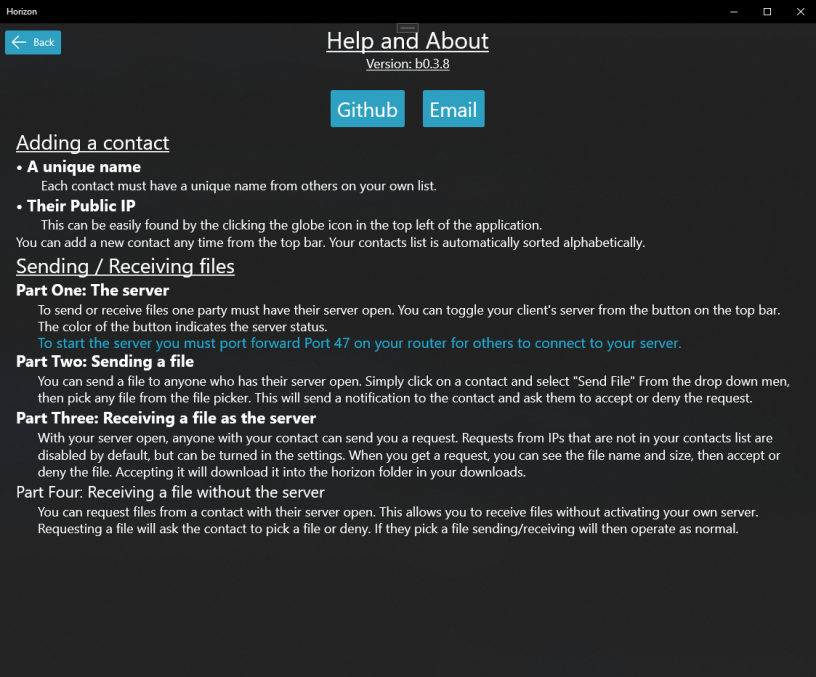 Horizon
Back
Help and About
Version: b0.3.8
Github
Email
Adding a contact
• A unique name
Each contact must have a unique name from others on your own list.
• Their Public IP
This can be easily found by the clicking the globe icon in the top left of the application.
You can add a new contact any time from the top bar. Your contacts list is automatically sorted alphabetically.
Sending / Receiving files
Part One: The server
To send or receive files one party must have their server open. You can toggle your client's server from the button on the top bar.
The color of the button indicates the server status.
To start the server you must port forward Port 47 on your router for others to connect to your server.
Part Two: Sending a file
You can send a file to anyone who has their server open. Simply click on a contact and select "Send File" From the drop down men,
then pick any file from the file picker. This will send a notification to the contact and ask them to accept or deny the request.
Part Three: Receiving a file as the server
With your server open, anyone with your contact can send you a request. Requests from IPs that are not in your contacts list are
disabled by default, but can be turned in the settings. When you get a request, you can see the file name and size, then accept or
deny the file. Accepting it will download it into the horizon folder in your downloads.
Part Four: Receiving a file without the server
You can request files from a contact with their server open. This allows you to receive files without activating your own server.
Requesting a file will ask the contact to pick a file or deny. If they pick a file sending/receiving will then operate as normal.